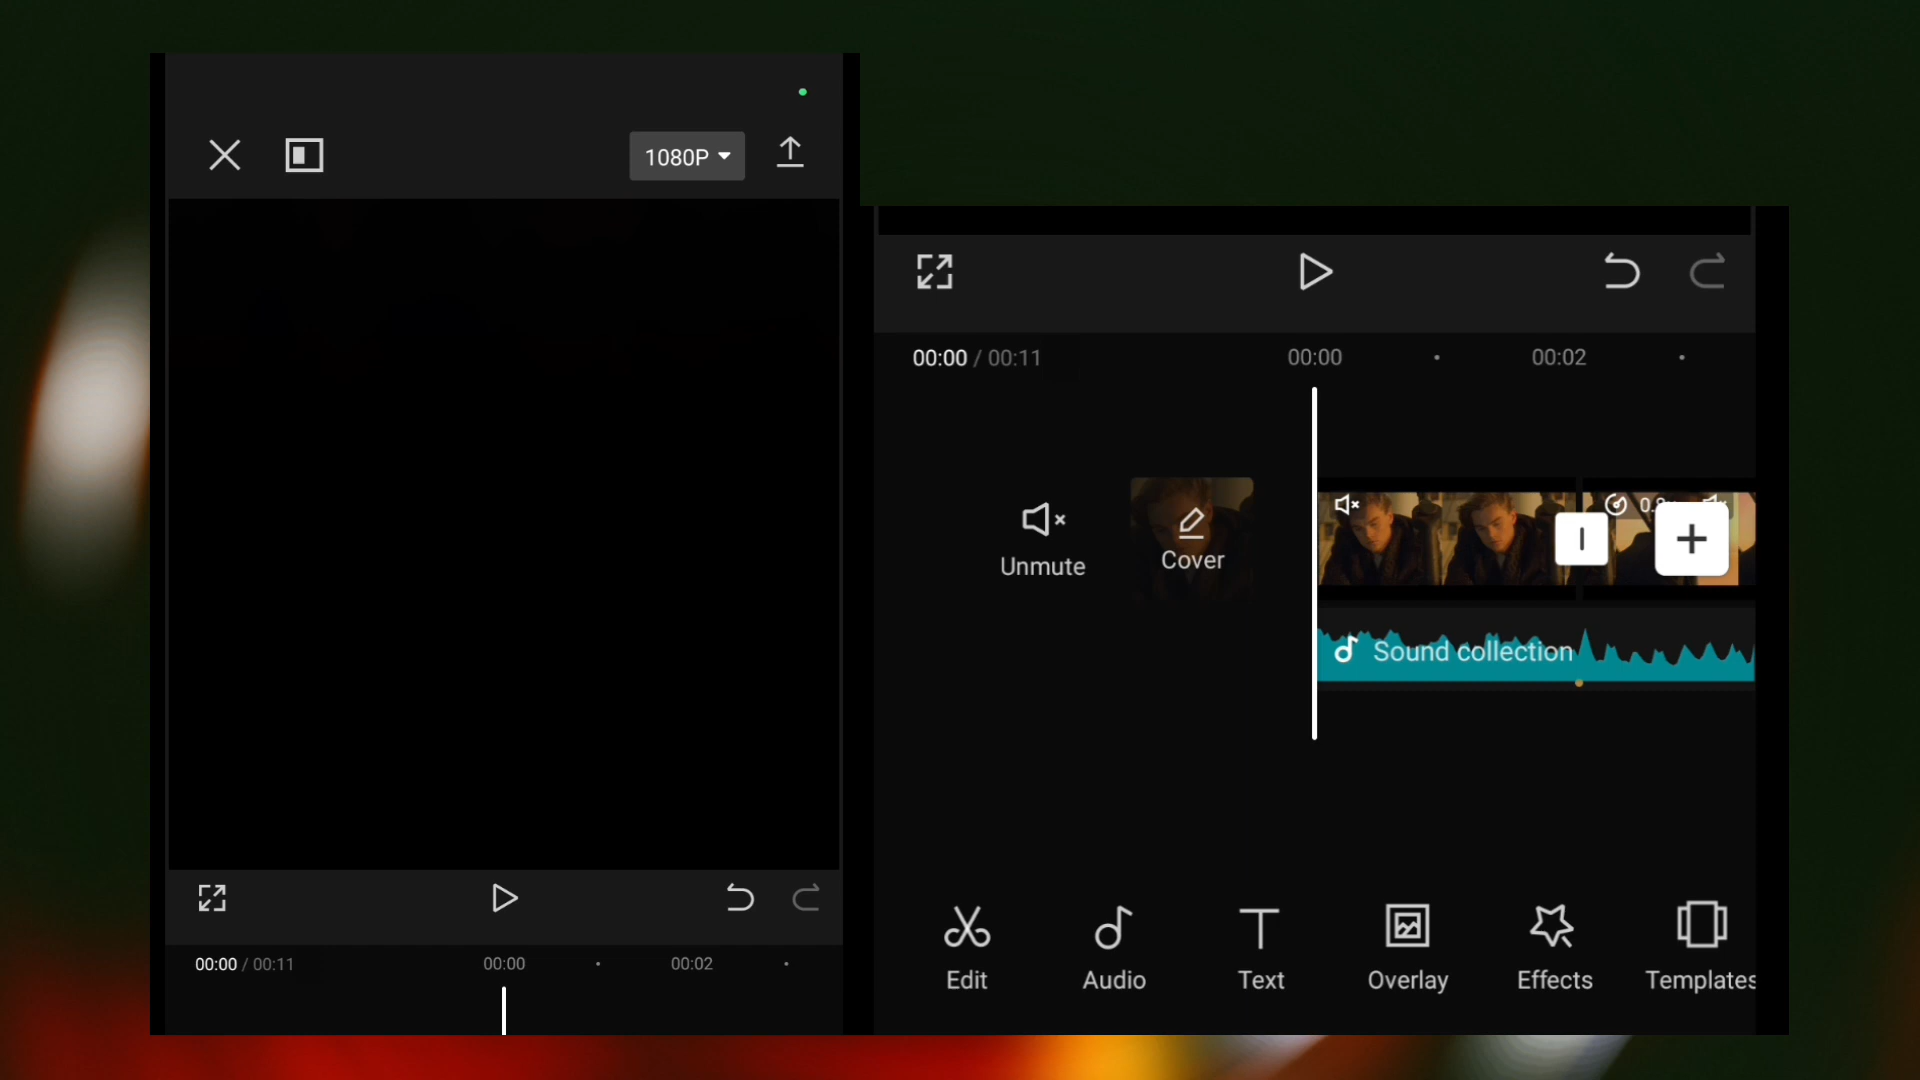 1080P
00:00 / 00:11
00:00
00:02
00:00 / 00:11
00:00
00:02
Unmute
Cover
Sound collection
Edit
Audio
Text
Overlay
Effects
Templates